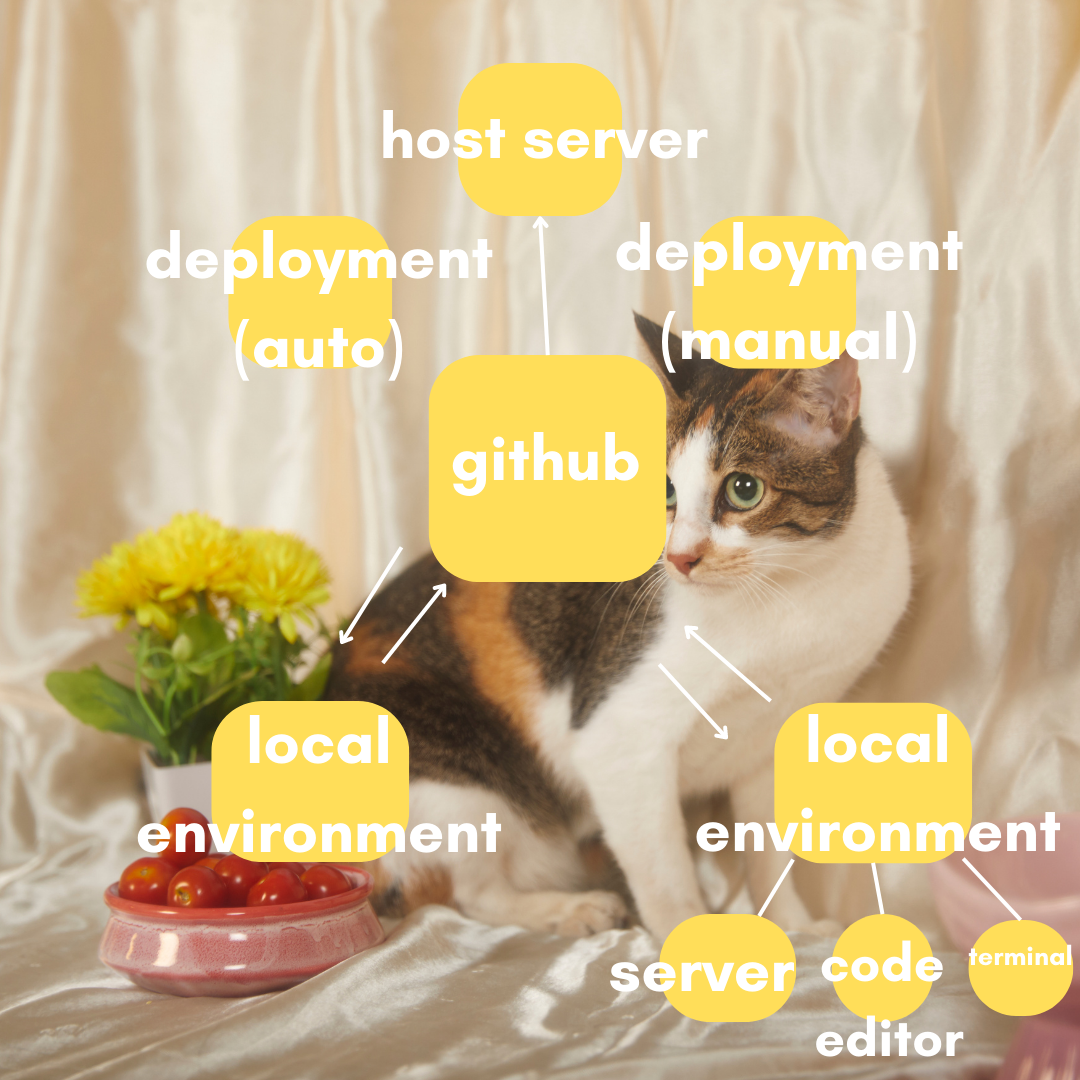 host server
deployment
(auto)
deployment
(manual)
github
local
environment
local
environment
server
code
editor
terminal